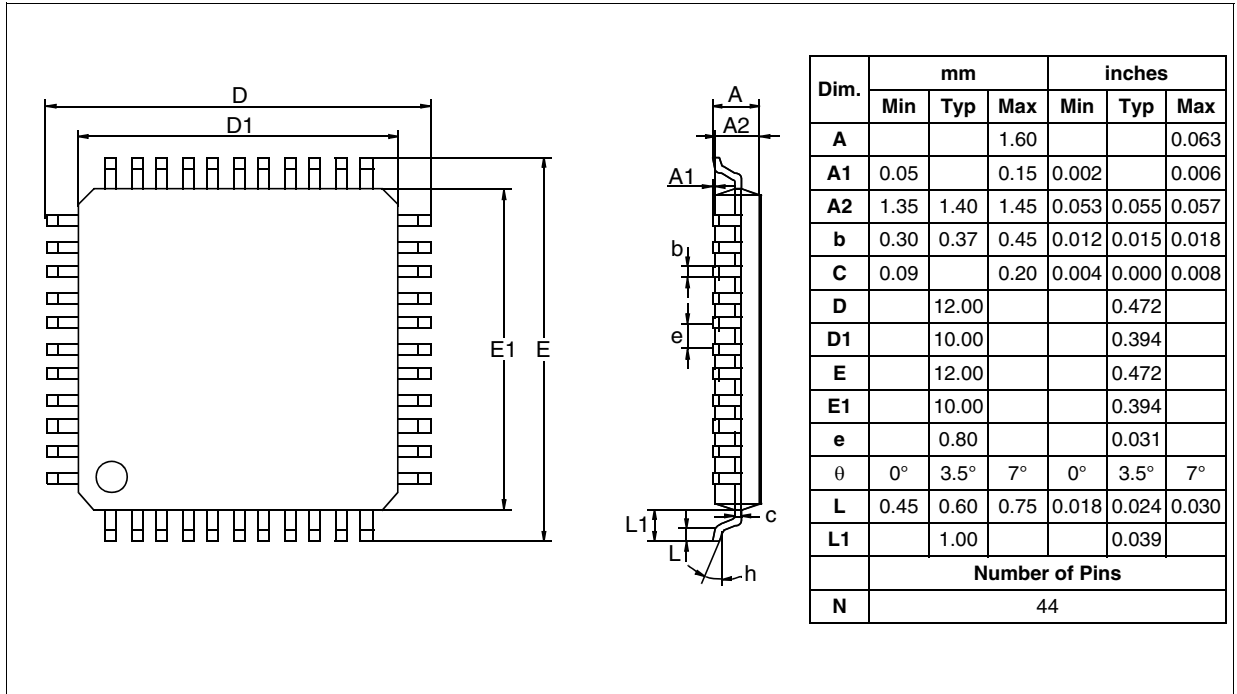 D
D1
E1
E
A
A2
A1
b
e
c
L1
L
h
Dim. mm inches
Min Typ Max Min Typ Max
A 1.60 0.063
A1 0.05 0.15 0.002 0.006
A2 1.35 1.40 1.45 0.053 0.055 0.057
b 0.30 0.37 0.45 0.012 0.015 0.018
C 0.09 0.20 0.004 0.000 0.008
D 12.00 0.472
D1 10.00 0.394
E 12.00 0.472
E1 10.00 0.394
e 0.80 0.031
θ 0° 3.5° 7° 0° 3.5° 7°
L 0.45 0.60 0.75 0.018 0.024 0.030
L1 1.00 0.039
Number of Pins
N 44